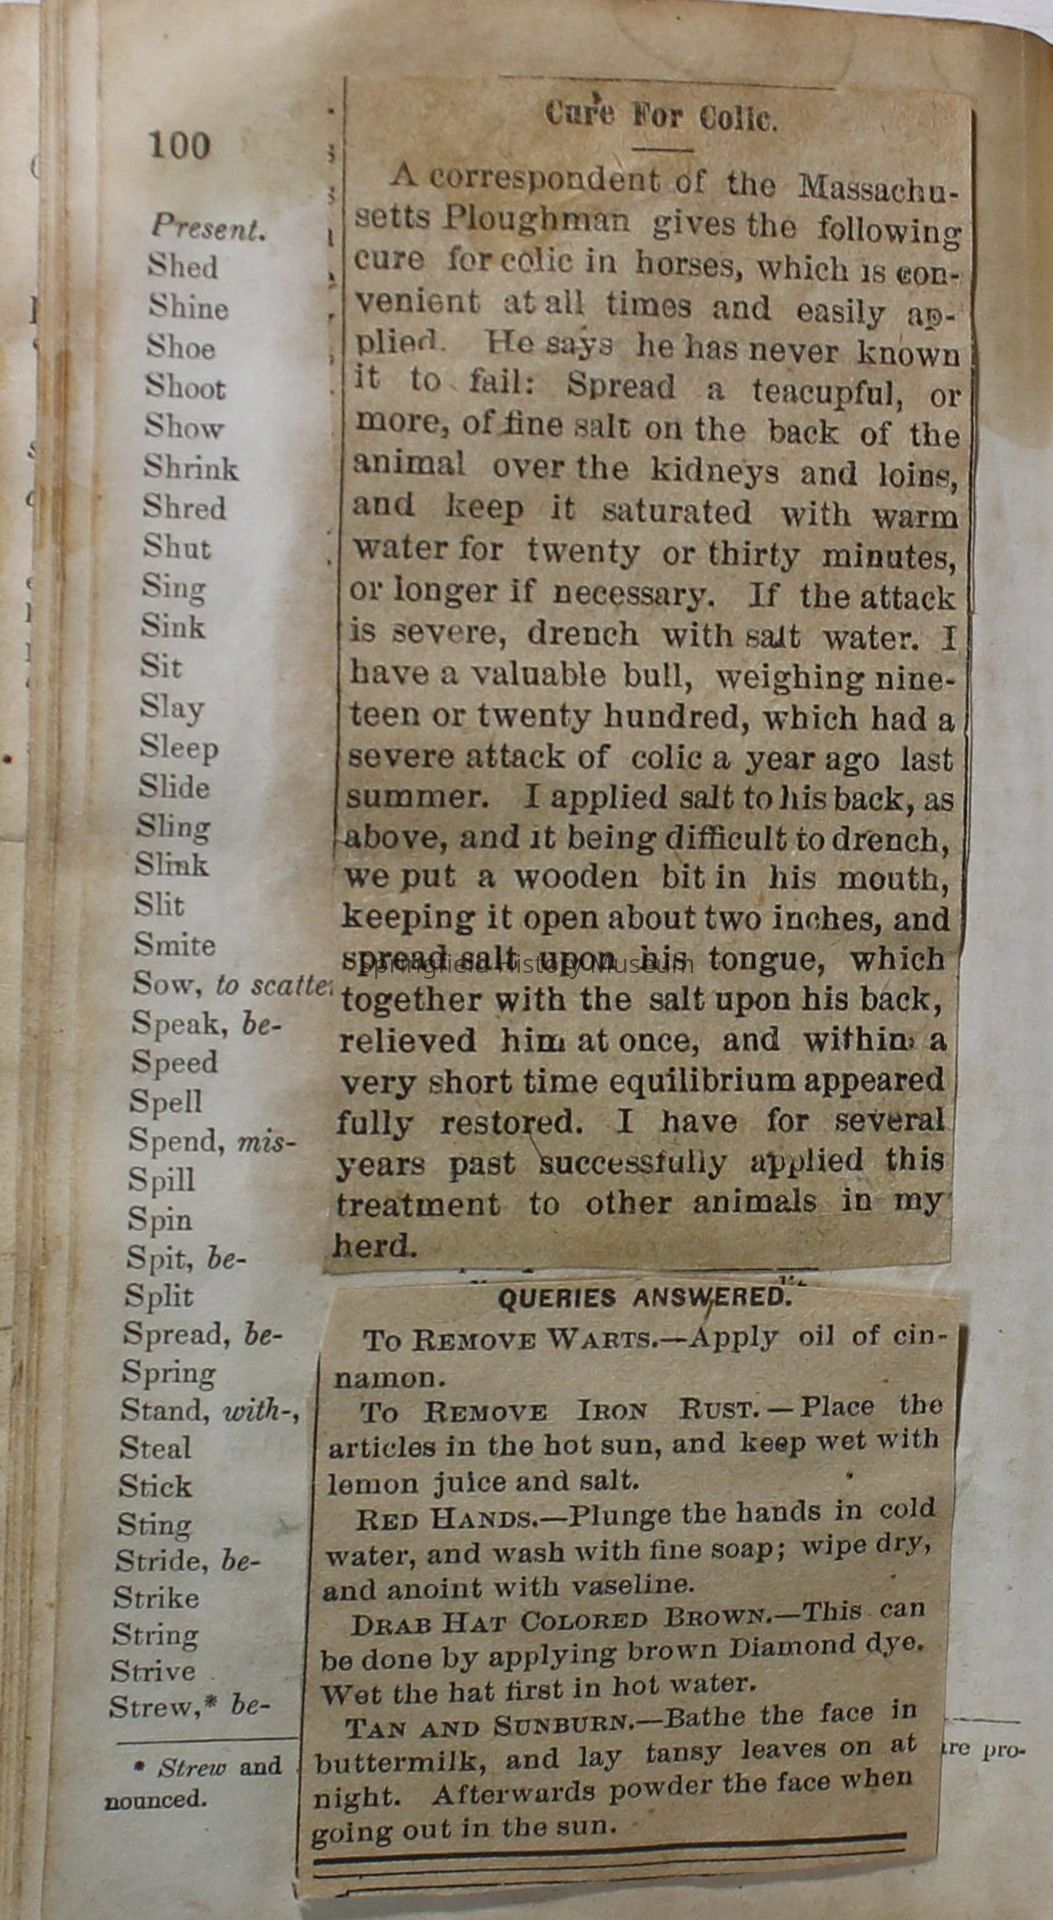 100
Present.
Shed
Shine
Shoe
Shoot
Show
Shrink
Shred
Shut
Sing
Sink
Sit
Slay
Sleep
Slide
Sling
Slink
Slit
Smite
Sow, to scatte
Speak, be-
Speed
Spell
Spend, mis-
Spill
Spin
Spit, be-
Split
Spread, be-
Spring
Stand, with-,
Steal
Stick
Sting
Stride, be-
Strike
String
Strive
Strew,* be-
* Strew and
nounced.
Cure For Colic.
A correspondent of the Massachu-
setts Ploughman gives the following
cure for colic in horses, which is con-
venient at all times and easily ap-
plied. He says he has never known
it to fail: Spread a teacupful, or
more, of fine salt on the back of the
animal over the kidneys and loins,
and keep it saturated with warm
water for twenty or thirty minutes,
or longer if necessary. If the attack
is severe, drench with salt water. I
have a valuable bull, weighing nine-
teen or twenty hundred, which had a
severe attack of colic a year ago last
summer. I applied salt to his back, as
above, and it being difficult to drench,
we put a wooden bit in his mouth,
keeping it open about two inches, and
spread salt upon his tongue, which
Springfield History Museum
together with the salt upon his back,
relieved him at once, and within a
very short time equilibrium appeared
fully restored. I have for several
years past successfully applied this
treatment to other animals in my
herd.
QUERIES ANSWERED.
TO REMOVE WARTS.—Apply oil of cin-
namon.
TO REMOVE IRON RUST.—Place the
articles in the hot sun, and keep wet with
lemon juice and salt.
RED HANDS.—Plunge the hands in cold
water, and wash with fine soap; wipe dry,
and anoint with vaseline.
DRAB HAT COLORED BROWN.—This can
be done by applying brown Diamond dye.
Wet the hat first in hot water.
TAN AND SUNBURN.—Bathe the face in
buttermilk, and lay tansy leaves on at
night. Afterwards powder the face when
going out in the sun.
are pro-